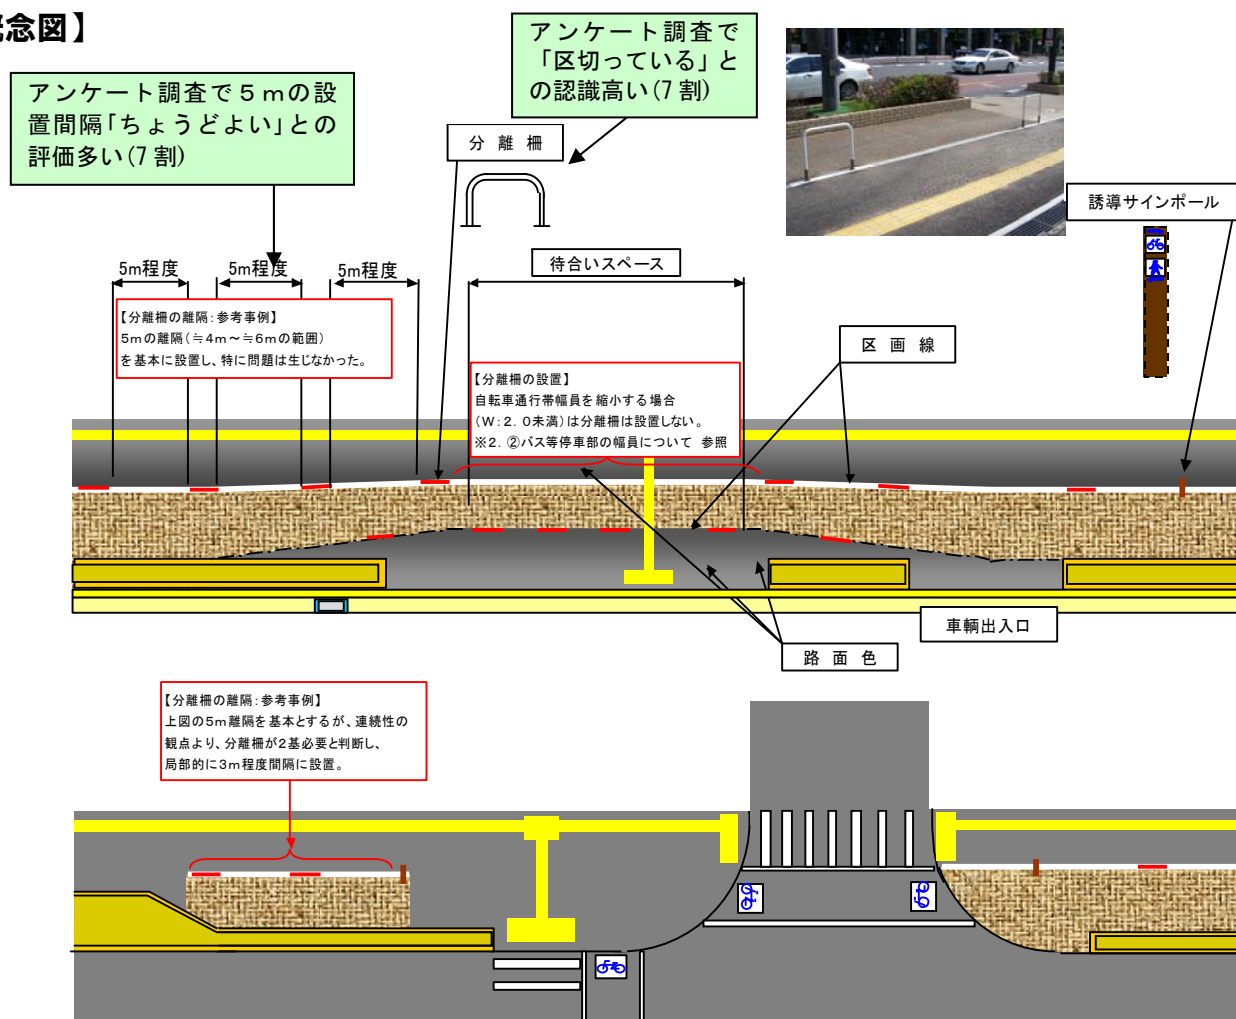 念図】
アンケート調査で
「区切っている」と
の認識高い(7割)
アンケート調査で5mの設
置間隔「ちょうどよい」との
評価多い(7割)
分離柵
誘導サインポール
5m程度
5m程度
5m程度
待合いスペース
【分離柵の離隔:参考事例】
5mの離隔(≒4m~≒6mの範囲)
を基本に設置し、特に問題は生じなかった。
区画線
【分離柵の設置】
自転車通行帯幅員を縮小する場合
(W:2.0未満)は分離柵は設置しない。
※2.②バス等停車部の幅員について 参照
車輌出入口
路面色
【分離柵の離隔:参考事例】
上図の5m離隔を基本とするが、連続性の
観点より、分離柵が2基必要と判断し、
局部的に3m程度間隔に設置。